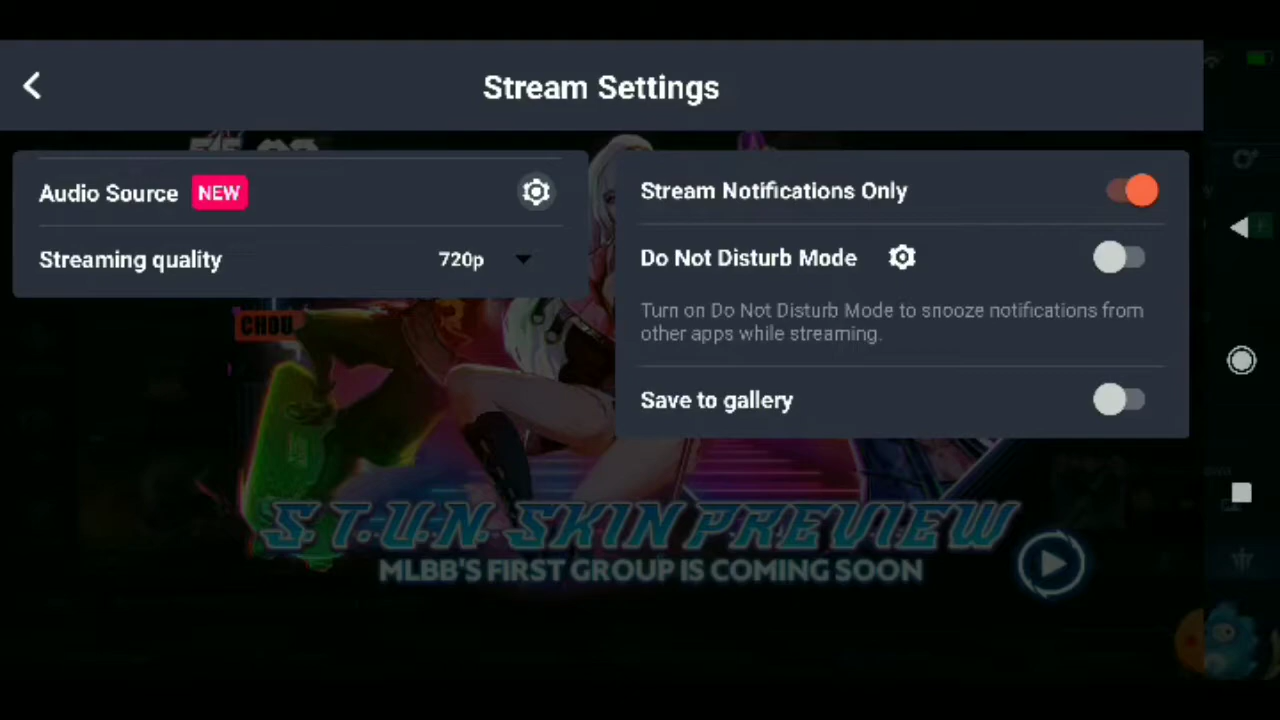 Stream Settings
Audio Source NEW
Streaming quality 720p
Stream Notifications Only
Do Not Disturb Mode
Turn on Do Not Disturb Mode to snooze notifications from
other apps while streaming.
Save to gallery
CHOU
S.T.U.N. SKIN PREVIEW
MLBB'S FIRST GROUP IS COMING SOON